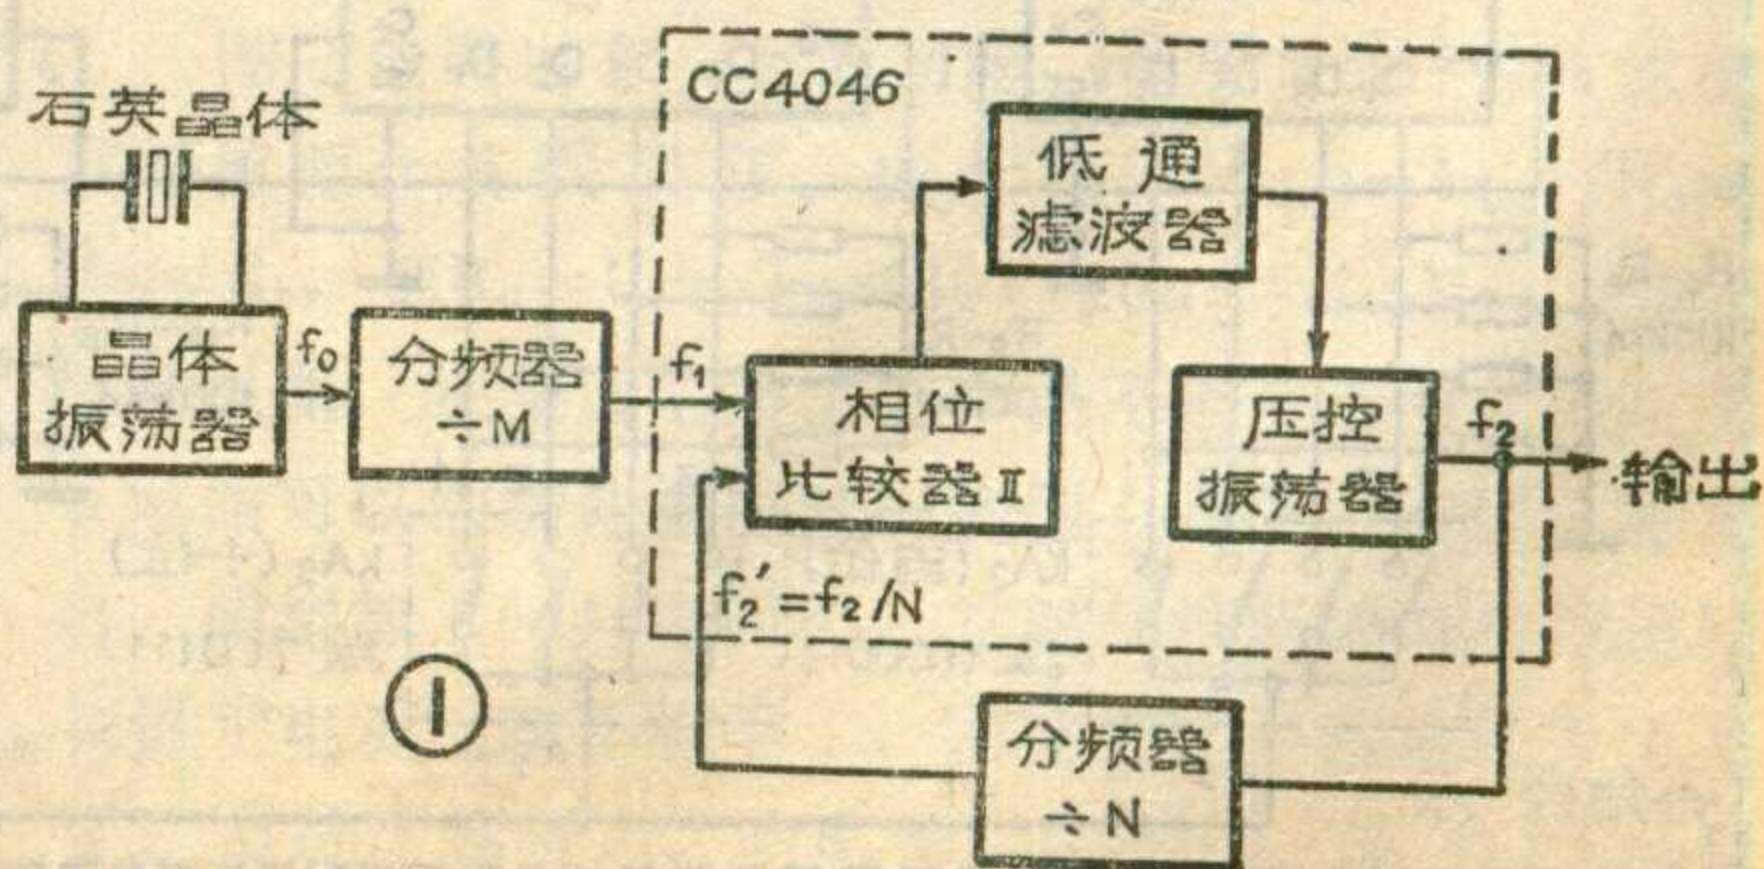 石英晶体
晶体
振荡器
f₀
分频器
÷M
f₁
CC4046
低通
滤波器
相位
比较器Ⅱ
压控
振荡器
f₂
输出
f₂′=f₂/N
分频器
÷N
①